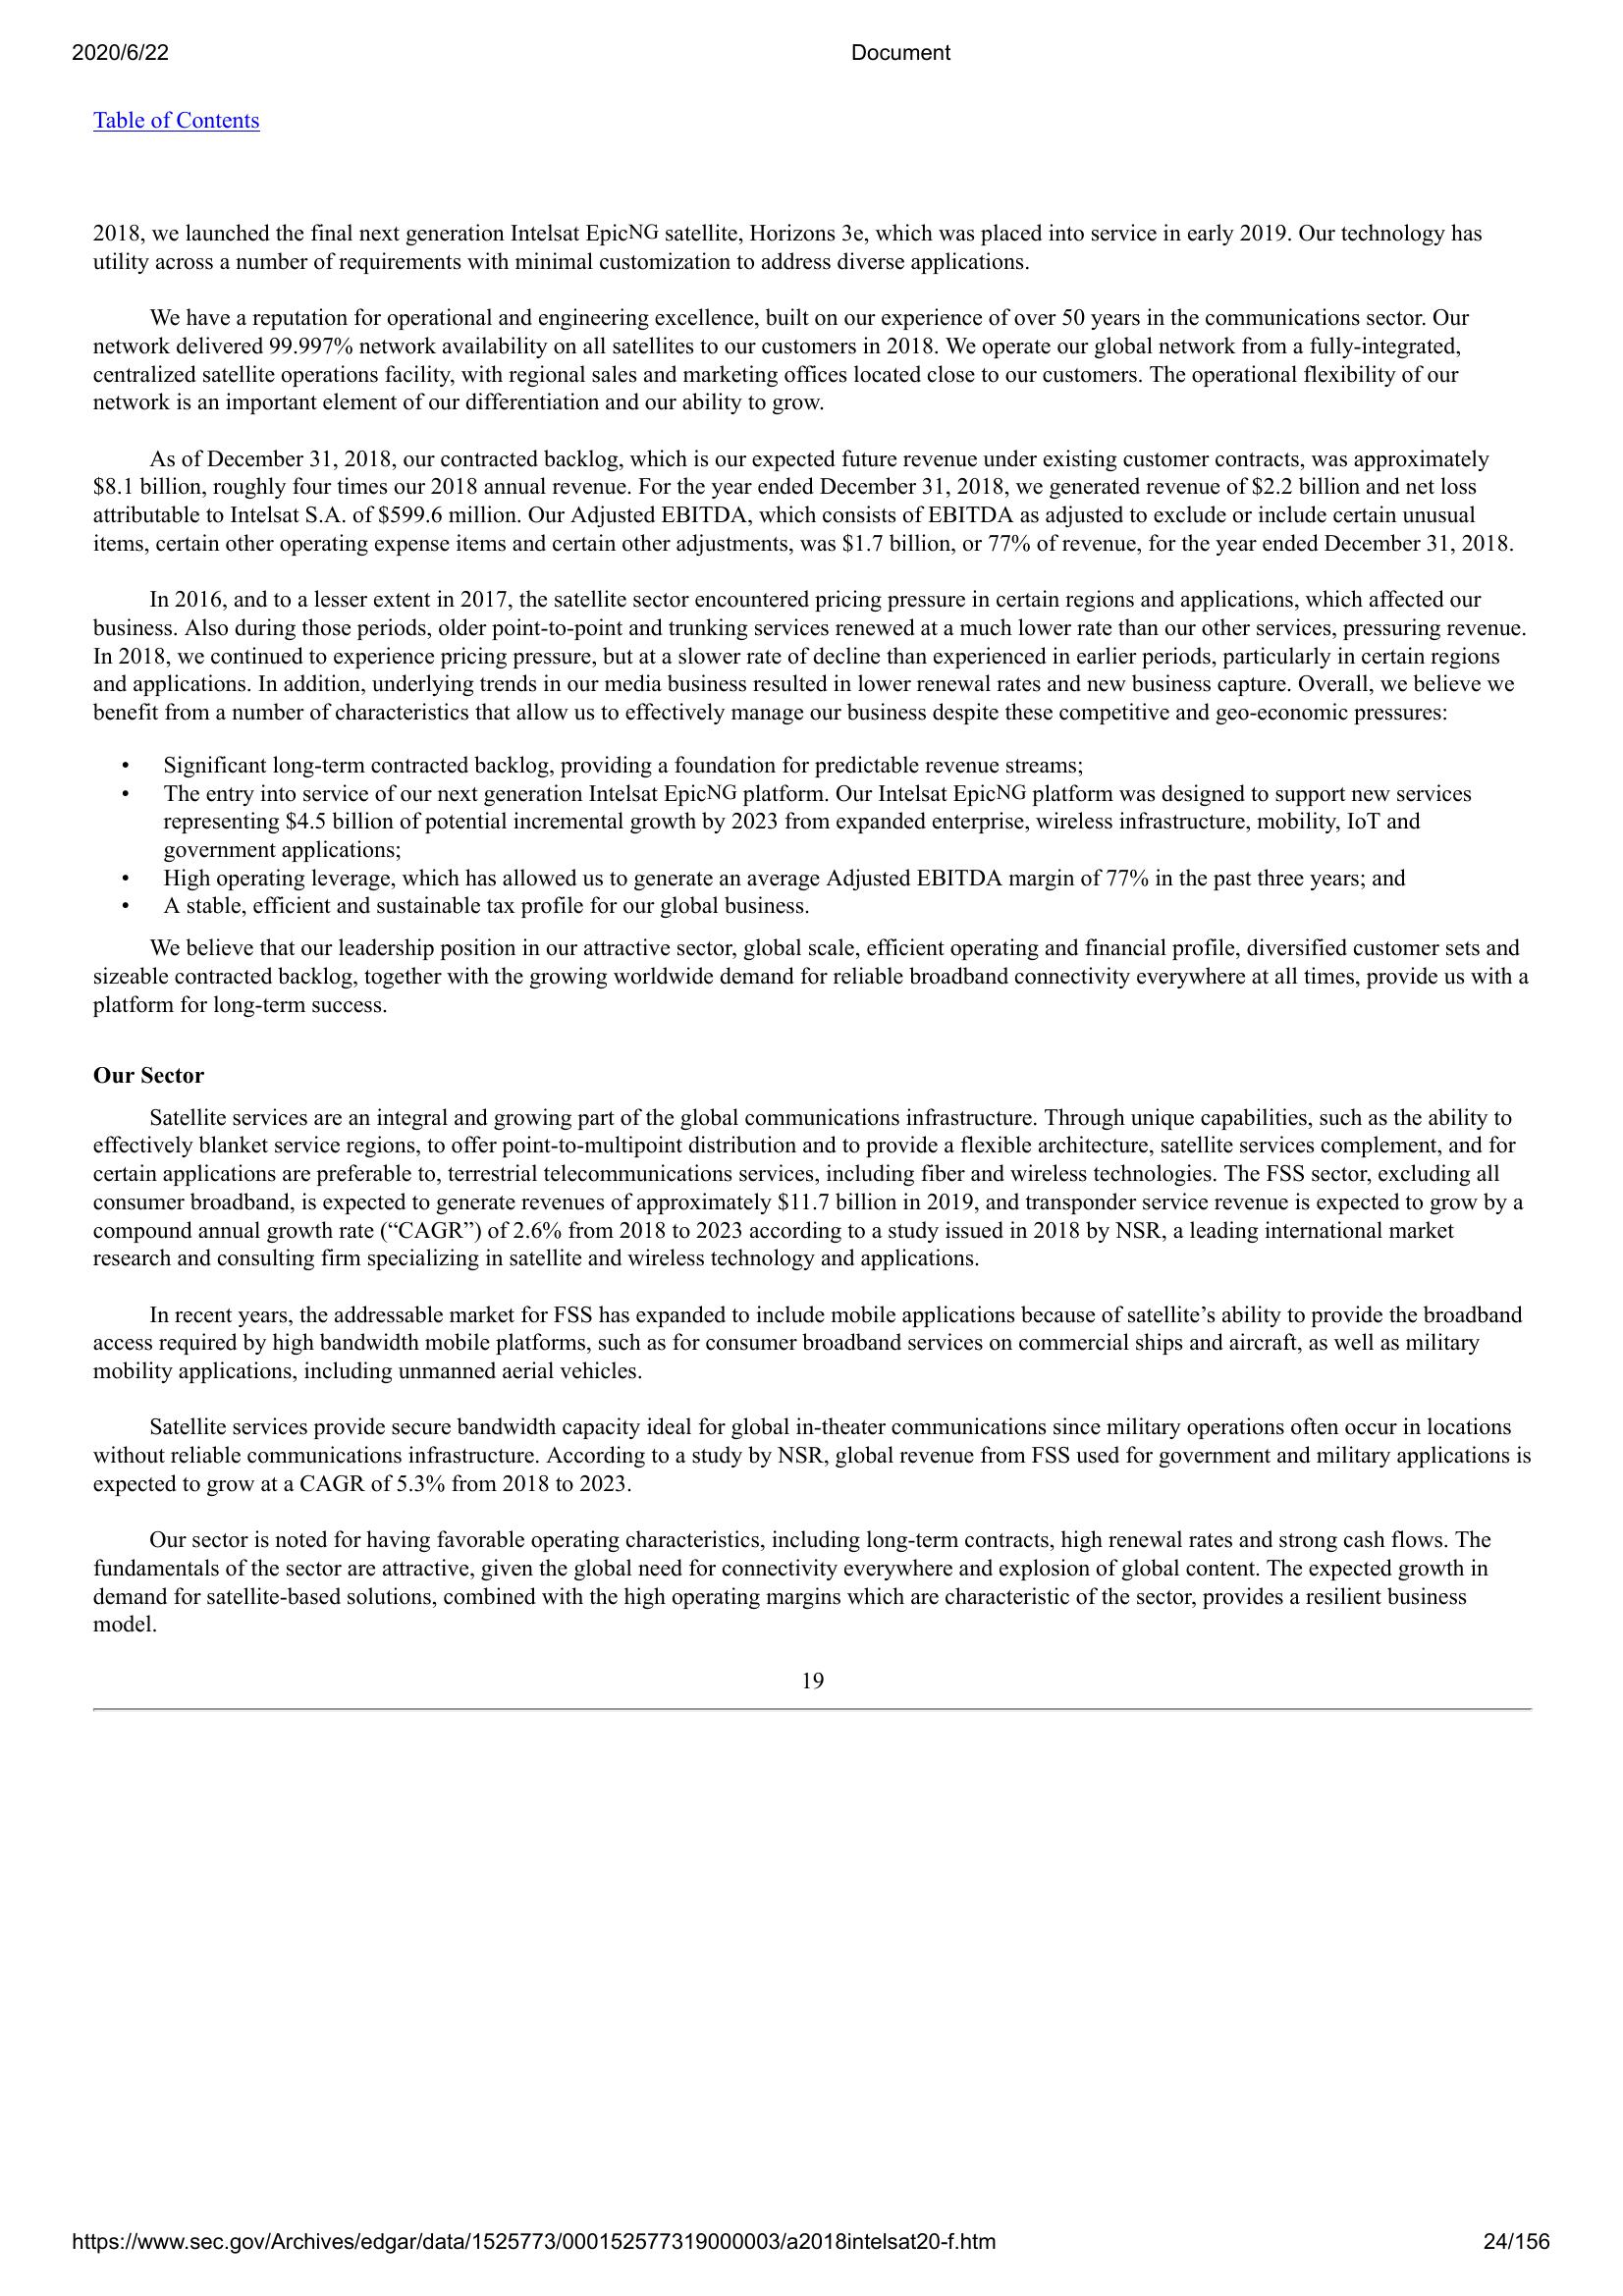 2020/6/22 Document
Table of Contents
2018, we launched the final next generation Intelsat EpicNG satellite, Horizons 3e, which was placed into service in early 2019. Our technology has
utility across a number of requirements with minimal customization to address diverse applications.
We have a reputation for operational and engineering excellence, built on our experience of over 50 years in the communications sector. Our
network delivered 99.997% network availability on all satellites to our customers in 2018. We operate our global network from a fully-integrated,
centralized satellite operations facility, with regional sales and marketing offices located close to our customers. The operational flexibility of our
network is an important element of our differentiation and our ability to grow.
As of December 31, 2018, our contracted backlog, which is our expected future revenue under existing customer contracts, was approximately
$8.1 billion, roughly four times our 2018 annual revenue. For the year ended December 31, 2018, we generated revenue of $2.2 billion and net loss
attributable to Intelsat S.A. of $599.6 million. Our Adjusted EBITDA, which consists of EBITDA as adjusted to exclude or include certain unusual
items, certain other operating expense items and certain other adjustments, was $1.7 billion, or 77% of revenue, for the year ended December 31, 2018.
In 2016, and to a lesser extent in 2017, the satellite sector encountered pricing pressure in certain regions and applications, which affected our
business. Also during those periods, older point-to-point and trunking services renewed at a much lower rate than our other services, pressuring revenue.
In 2018, we continued to experience pricing pressure, but at a slower rate of decline than experienced in earlier periods, particularly in certain regions
and applications. In addition, underlying trends in our media business resulted in lower renewal rates and new business capture. Overall, we believe we
benefit from a number of characteristics that allow us to effectively manage our business despite these competitive and geo-economic pressures:
• Significant long-term contracted backlog, providing a foundation for predictable revenue streams;
• The entry into service of our next generation Intelsat EpicNG platform. Our Intelsat EpicNG platform was designed to support new services
representing $4.5 billion of potential incremental growth by 2023 from expanded enterprise, wireless infrastructure, mobility, IoT and
government applications;
• High operating leverage, which has allowed us to generate an average Adjusted EBITDA margin of 77% in the past three years; and
• A stable, efficient and sustainable tax profile for our global business.
We believe that our leadership position in our attractive sector, global scale, efficient operating and financial profile, diversified customer sets and
sizeable contracted backlog, together with the growing worldwide demand for reliable broadband connectivity everywhere at all times, provide us with a
platform for long-term success.
Our Sector
Satellite services are an integral and growing part of the global communications infrastructure. Through unique capabilities, such as the ability to
effectively blanket service regions, to offer point-to-multipoint distribution and to provide a flexible architecture, satellite services complement, and for
certain applications are preferable to, terrestrial telecommunications services, including fiber and wireless technologies. The FSS sector, excluding all
consumer broadband, is expected to generate revenues of approximately $11.7 billion in 2019, and transponder service revenue is expected to grow by a
compound annual growth rate (“CAGR”) of 2.6% from 2018 to 2023 according to a study issued in 2018 by NSR, a leading international market
research and consulting firm specializing in satellite and wireless technology and applications.
In recent years, the addressable market for FSS has expanded to include mobile applications because of satellite’s ability to provide the broadband
access required by high bandwidth mobile platforms, such as for consumer broadband services on commercial ships and aircraft, as well as military
mobility applications, including unmanned aerial vehicles.
Satellite services provide secure bandwidth capacity ideal for global in-theater communications since military operations often occur in locations
without reliable communications infrastructure. According to a study by NSR, global revenue from FSS used for government and military applications is
expected to grow at a CAGR of 5.3% from 2018 to 2023.
Our sector is noted for having favorable operating characteristics, including long-term contracts, high renewal rates and strong cash flows. The
fundamentals of the sector are attractive, given the global need for connectivity everywhere and explosion of global content. The expected growth in
demand for satellite-based solutions, combined with the high operating margins which are characteristic of the sector, provides a resilient business
model.
19
https://www.sec.gov/Archives/edgar/data/1525773/000152577319000003/a2018intelsat20-f.htm 24/156